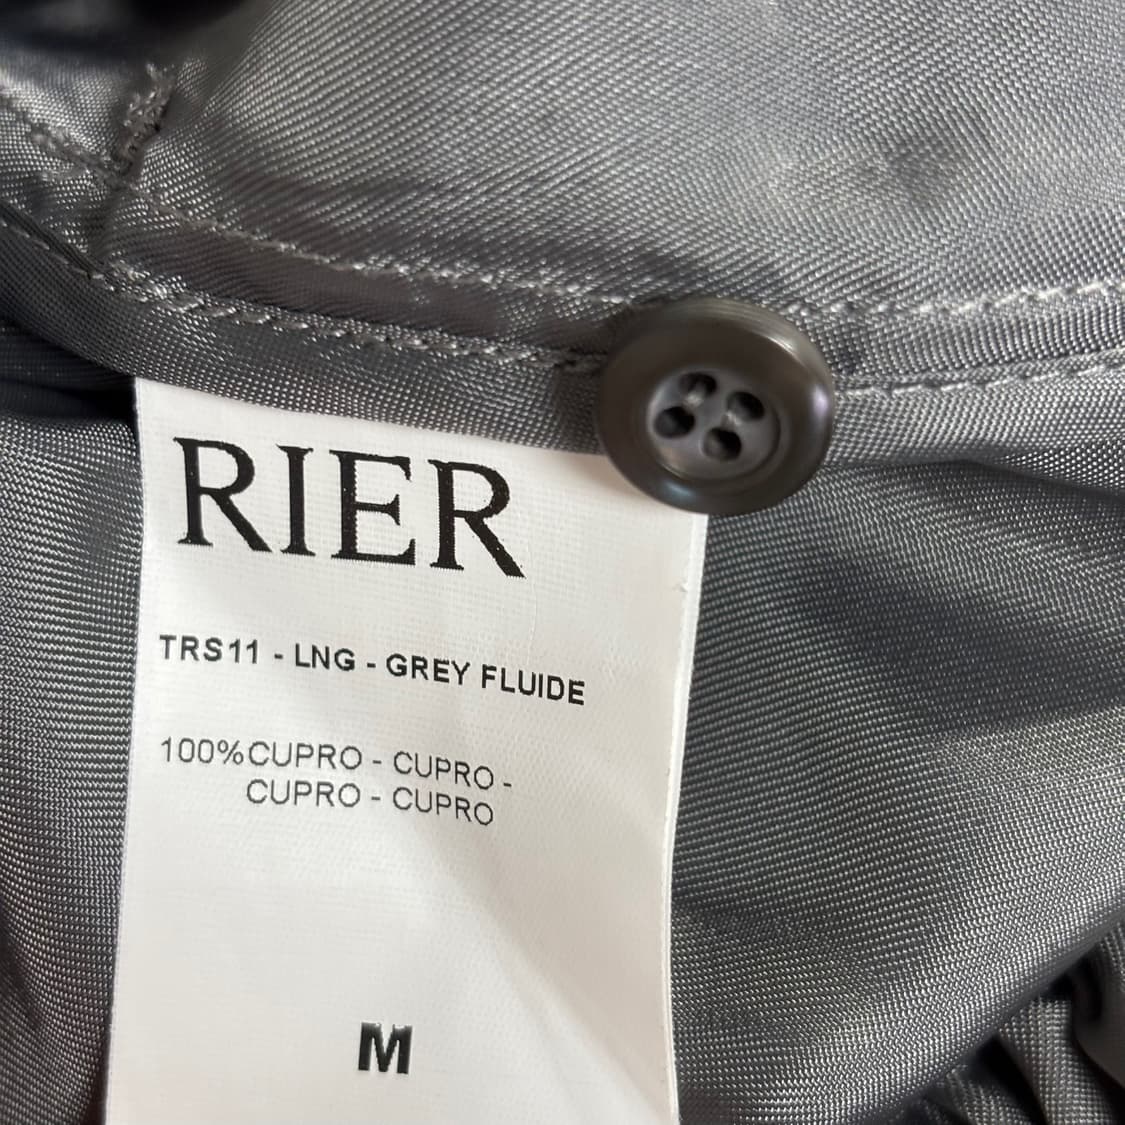 RIER
TRS11 - LNG - GREY FLUIDE
100%CUPRO - CUPRO -
CUPRO - CUPRO
M